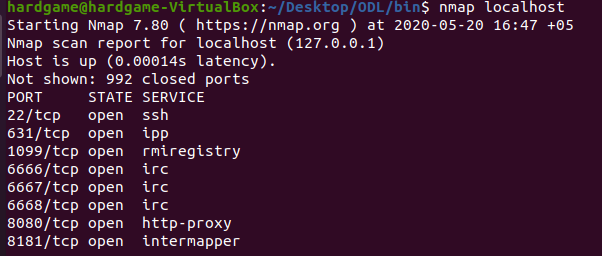 hardgame@hardgame-VirtualBox:~/Desktop/ODL/bin$ nmap localhost
Starting Nmap 7.80 ( https://nmap.org ) at 2020-05-20 16:47 +05
Nmap scan report for localhost (127.0.0.1)
Host is up (0.00014s latency).
Not shown: 992 closed ports
PORT     STATE SERVICE
22/tcp   open  ssh
631/tcp  open  ipp
1099/tcp open  rmiregistry
6666/tcp open  irc
6667/tcp open  irc
6668/tcp open  irc
8080/tcp open  http-proxy
8181/tcp open  intermapper